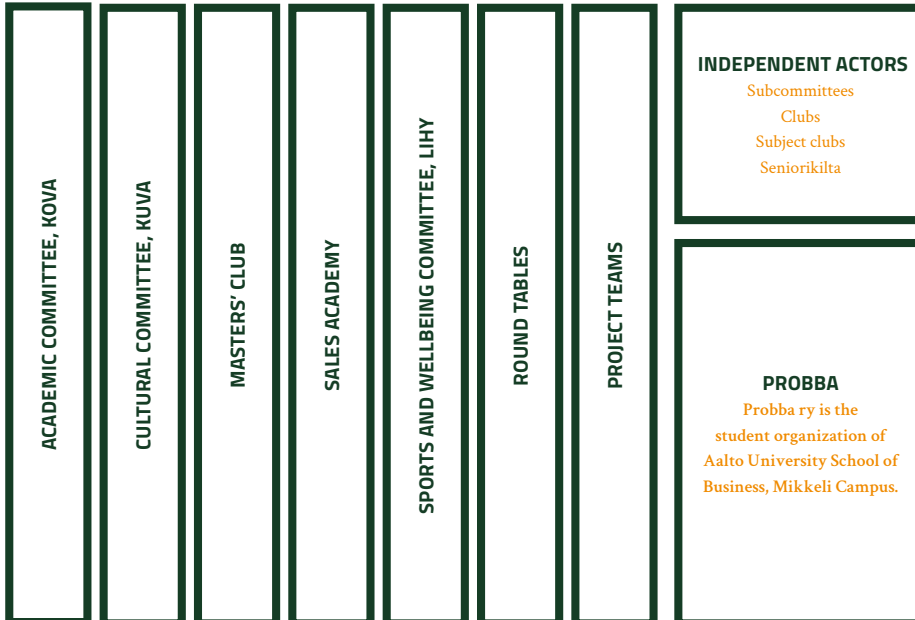 ACADEMIC COMMITTEE, KOVA
CULTURAL COMMITTEE, KUVA
MASTERS' CLUB
SALES ACADEMY
SPORTS AND WELLBEING COMMITTEE, LIHY
ROUND TABLES
PROJECT TEAMS
INDEPENDENT ACTORS
Subcommittees
Clubs
Subject clubs
Seniorikilta
PROBBA
Probba ry is the
student organization of
Aalto University School of
Business, Mikkeli Campus.